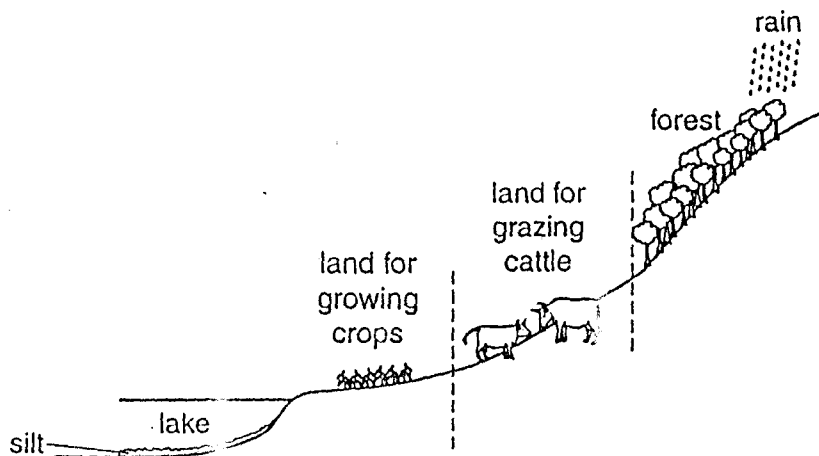 rain
forest
land for
grazing
cattle
land for
growing
crops
lake
silt